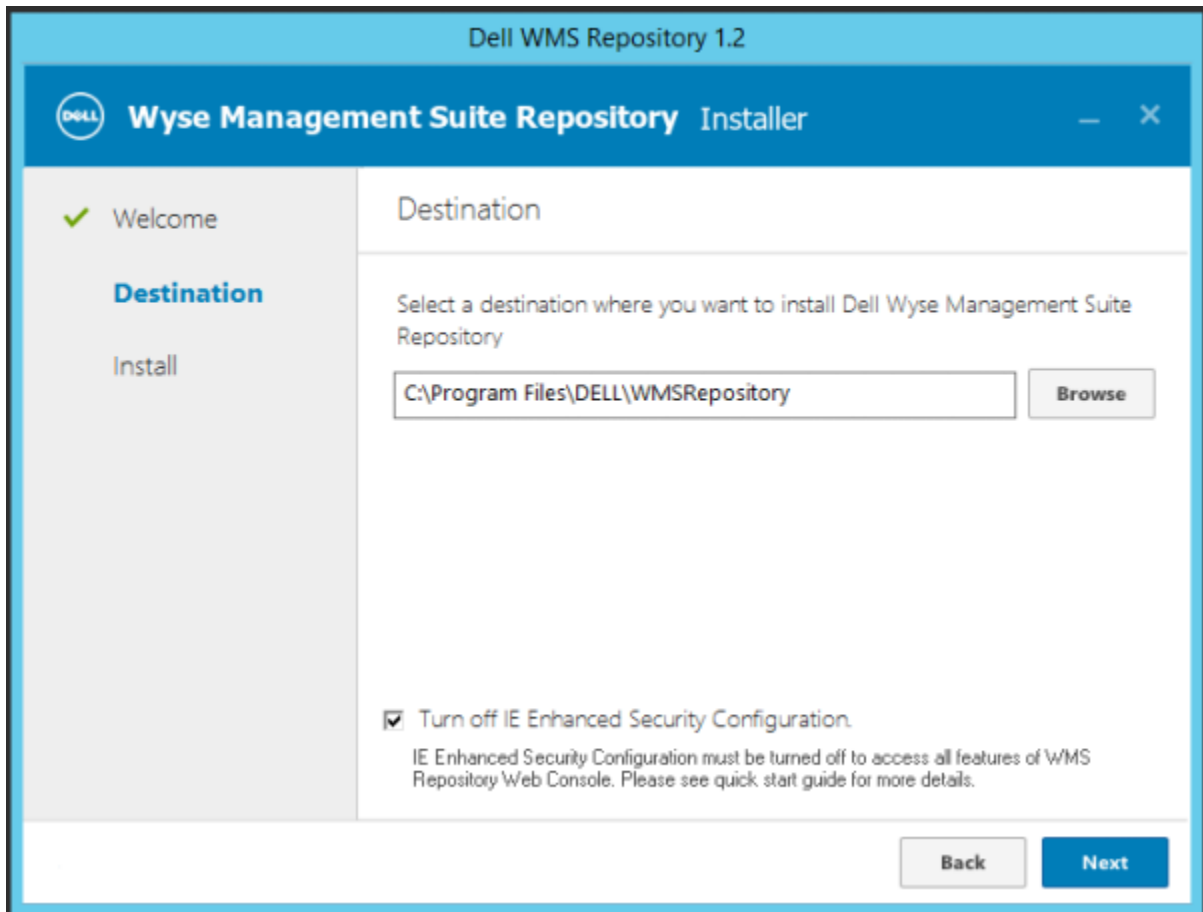 Dell WMS Repository 1.2
DELL
Wyse Management Suite Repository Installer
Welcome
Destination
Install
Destination
Select a destination where you want to install Dell Wyse Management Suite
Repository
C:\Program Files\DELL\WMSRepository
Browse
Turn off IE Enhanced Security Configuration.
IE Enhanced Security Configuration must be turned off to access all features of WMS
Repository Web Console. Please see quick start guide for more details.
Back
Next